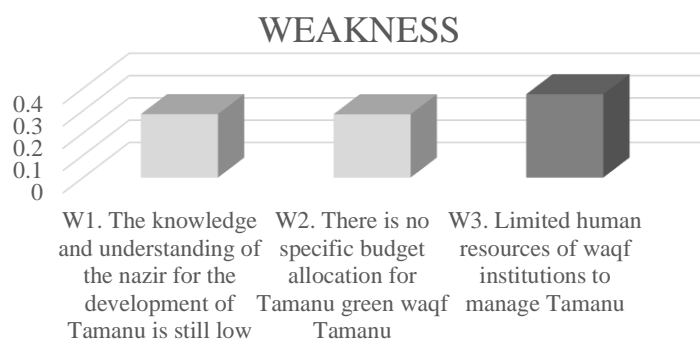 WEAKNESS
0.4
0.3
0.2
0.1
0
W1. The knowledge
and understanding of
the nazir for the
development of
Tamanu is still low
W2. There is no
specific budget
allocation for
Tamanu green waqf
Tamanu
W3. Limited human
resources of waqf
institutions to
manage Tamanu